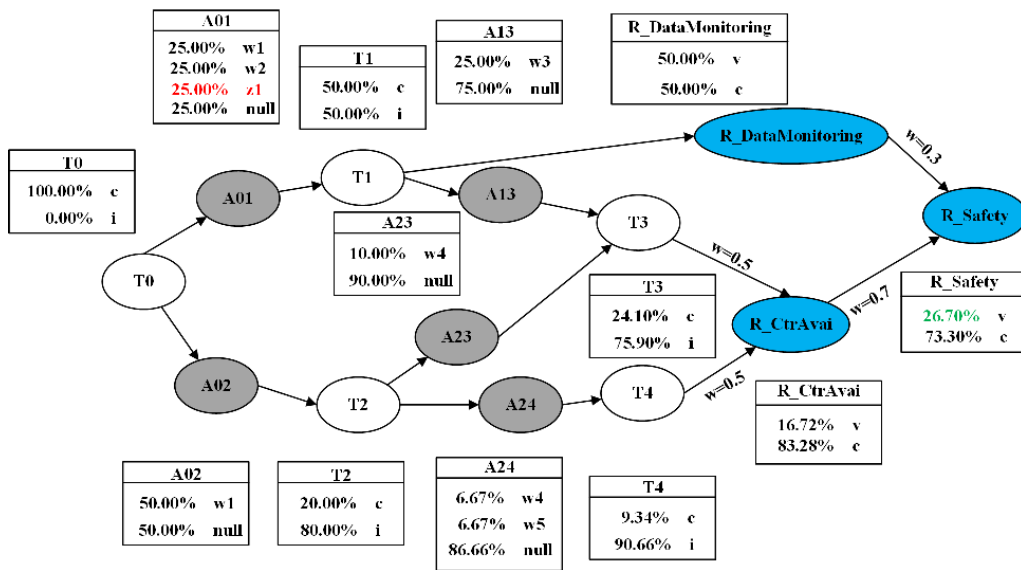 A01
25.00% w1
25.00% w2
25.00% z1
25.00% null
T1
50.00% c
50.00% i
A13
25.00% w3
75.00% null
R_DataMonitoring
50.00% v
50.00% c
T0
100.00% c
0.00% i
A01
T1
A13
R_DataMonitoring
w=0.3
R_Safety
A23
10.00% w4
90.00% null
T3
w=0.5
T0
T3
24.10% c
75.90% i
R_CtrAvai
w=0.7
R_Safety
26.70% v
73.30% c
A02
T2
A23
A24
T4
w=0.5
R_CtrAvai
16.72% v
83.28% c
A02
50.00% w1
50.00% null
T2
20.00% c
80.00% i
A24
6.67% w4
6.67% w5
86.66% null
T4
9.34% c
90.66% i